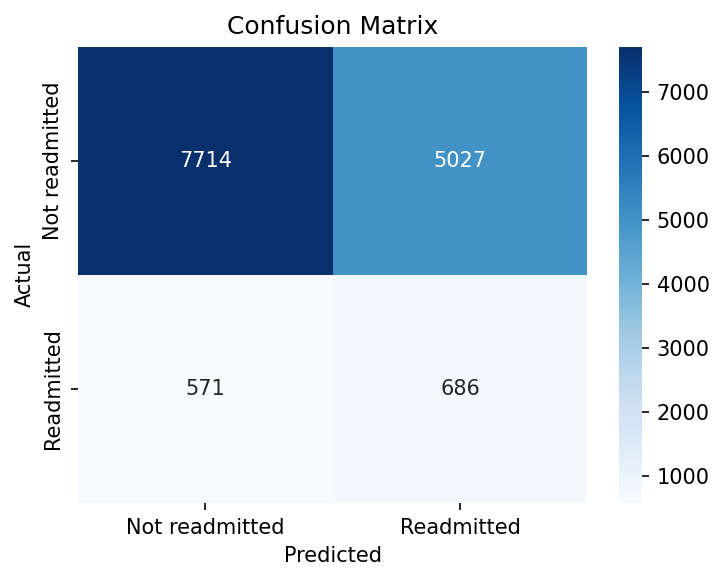 Confusion Matrix
Actual
Not readmitted
Readmitted
7714
5027
571
686
Not readmitted
Readmitted
Predicted
7000
6000
5000
4000
3000
2000
1000